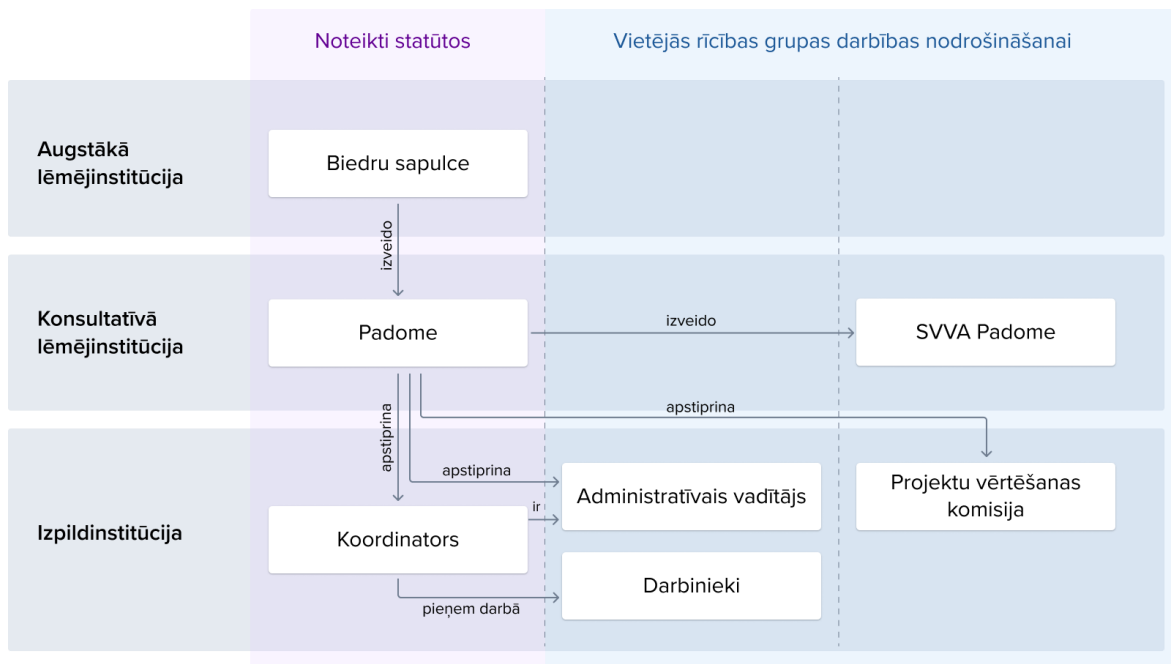 Noteikti statūtos
Vietējās rīcības grupas darbības nodrošināšanai
Augstākā
lēmējinstitūcija
Biedru sapulce
izveido
Konsultatīvā
lēmējinstitūcija
Padome
izveido
SVVA Padome
apstiprina
apstiprina
apstiprina
Izpildinstitūcija
Koordinators
ir
Administratīvais vadītājs
Projektu vērtēšanas
komisija
pieņem darbā
Darbinieki